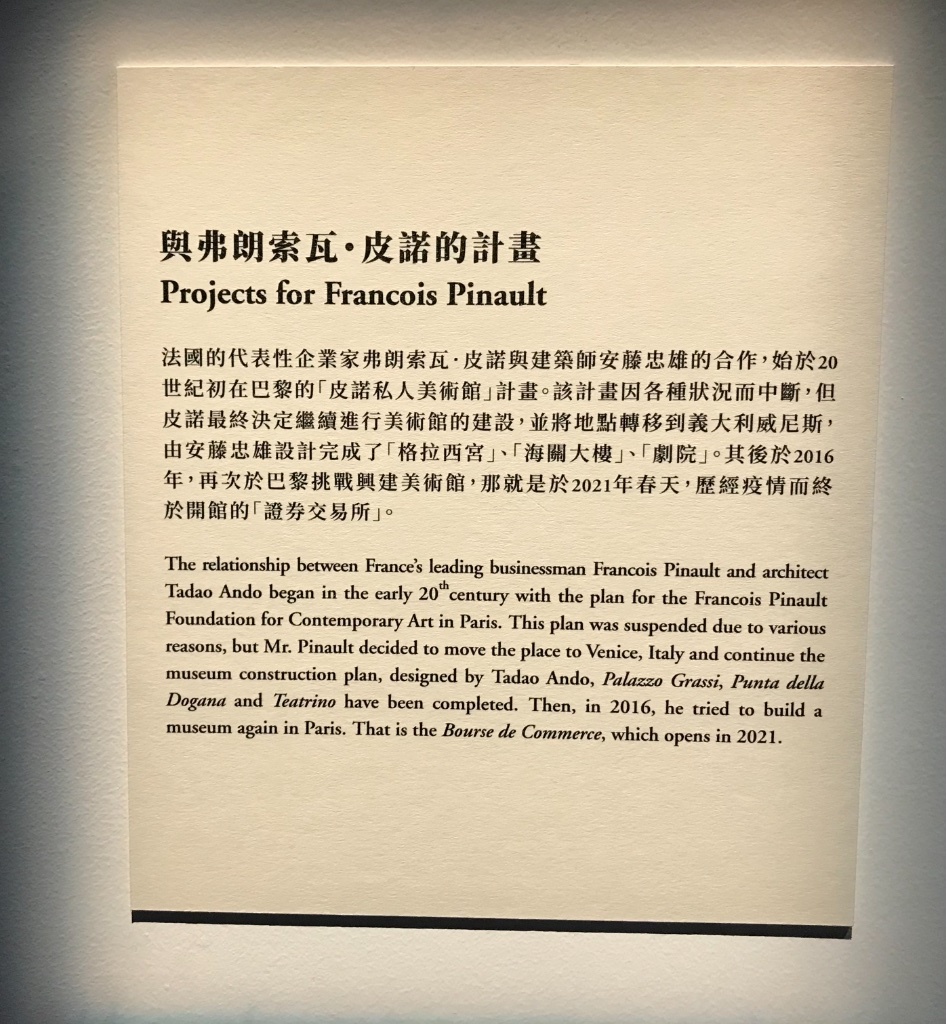 與弗朗索瓦·皮諾的計畫
Projects for Francois Pinault
法國的代表性企業家弗朗索瓦·皮諾與建築師安藤忠雄的合作，始於20
世紀初在巴黎的「皮諾私人美術館」計畫。該計畫因各種狀況而中斷，但
皮諾最終決定繼續進行美術館的建設，並將地點轉移到義大利威尼斯，
由安藤忠雄設計完成了「格拉西宮」、「海關大樓」、「劇院」。其後於2016
年，再次於巴黎挑戰興建美術館，那就是於2021年春天，歷經疫情而終
於開館的「證券交易所」。
The relationship between France's leading businessman Francois Pinault and architect
Tadao Ando began in the early 20th century with the plan for the Francois Pinault
Foundation for Contemporary Art in Paris. This plan was suspended due to various
reasons, but Mr. Pinault decided to move the place to Venice, Italy and continue the
museum construction plan, designed by Tadao Ando, Palazzo Grassi, Punta della
Dogana and Teatrino have been completed. Then, in 2016, he tried to build a
museum again in Paris. That is the Bourse de Commerce, which opens in 2021.